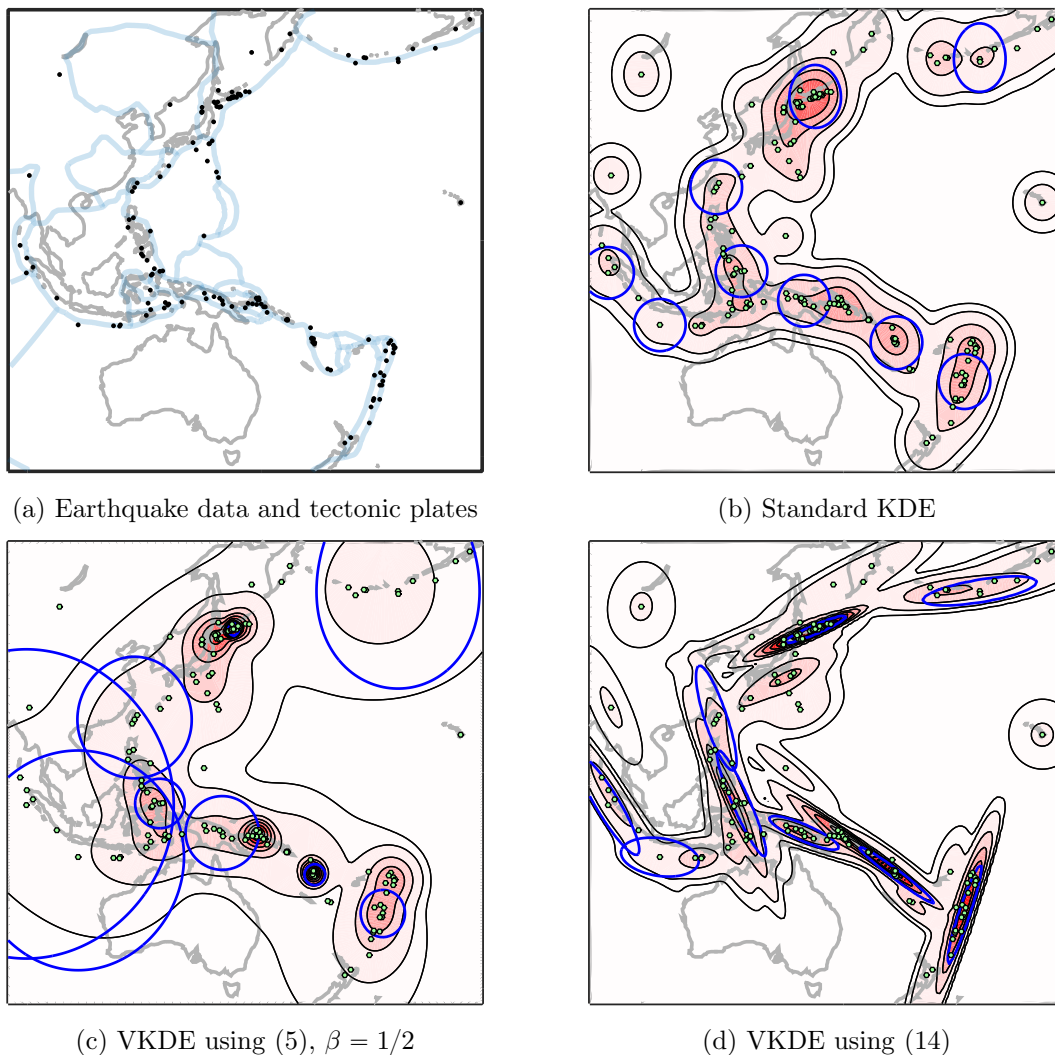 (a) Earthquake data and tectonic plates
(b) Standard KDE
(c) VKDE using (5), β = 1/2
(d) VKDE using (14)